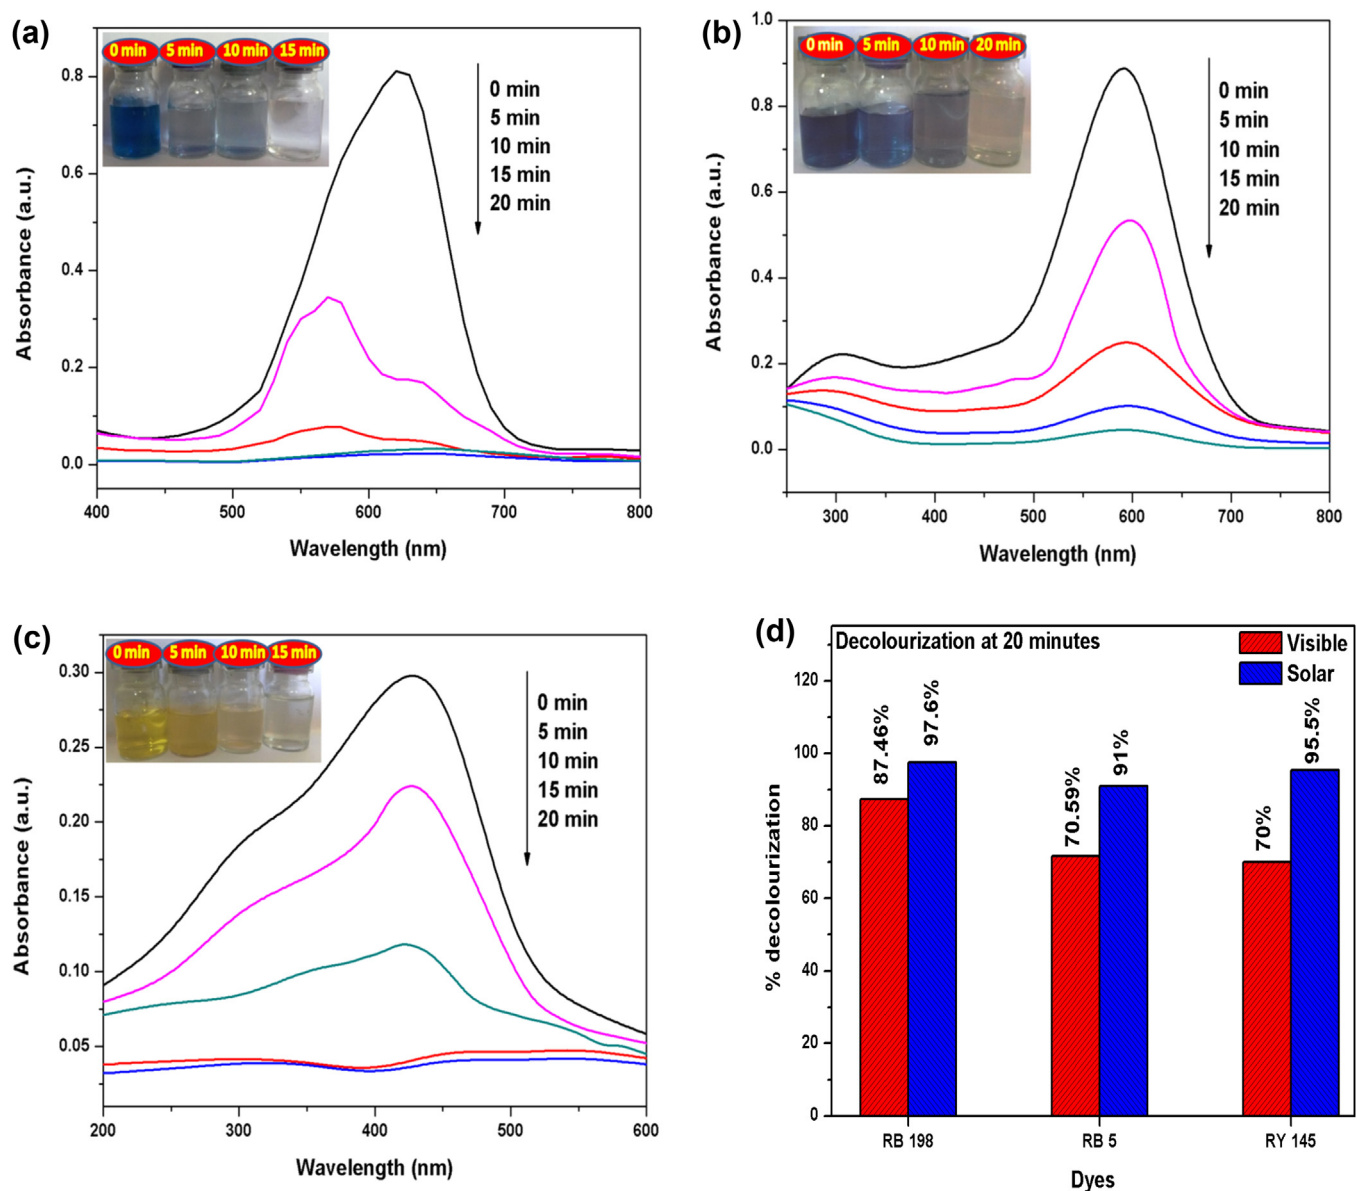 (a)
0 min 5 min 10 min 15 min
0 min
5 min
10 min
15 min
20 min
0.8
0.6
0.4
0.2
0.0
Absorbance (a.u.)
400 500 600 700 800
Wavelength (nm)
(b)
0 min 5 min 10 min 20 min
0 min
5 min
10 min
15 min
20 min
1.0
0.8
0.6
0.4
0.2
0.0
Absorbance (a.u.)
300 400 500 600 700 800
Wavelength (nm)
(c)
0 min 5 min 10 min 15 min
0 min
5 min
10 min
15 min
20 min
0.30
0.25
0.20
0.15
0.10
0.05
Absorbance (a.u.)
200 300 400 500 600
Wavelength (nm)
(d)
Decolourization at 20 minutes
Visible
Solar
120
100
80
60
40
20
0
% decolourization
87.46% 97.6% 70.59% 91% 70% 95.5%
RB 198 RB 5 RY 145
Dyes